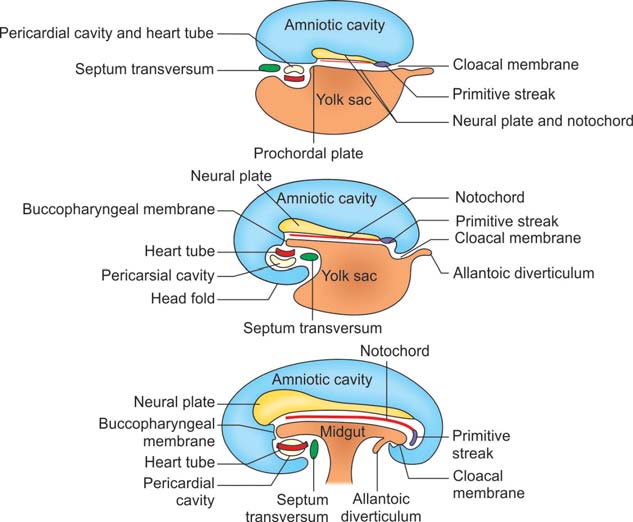 Amniotic cavity
Pericardial cavity and heart tube
Septum transversum
Cloacal membrane
Primitive streak
Yolk sac
Neural plate and notochord
Prochordal plate
Neural plate
Amniotic cavity
Notochord
Buccopharyngeal membrane
Primitive streak
Cloacal membrane
Heart tube
Pericarsial cavity
Yolk sac
Allantoic diverticulum
Head fold
Septum transversum
Notochord
Amniotic cavity
Neural plate
Buccopharyngeal
membrane
Midgut
Primitive
streak
Heart tube
Pericardial
cavity
Cloacal
membrane
Septum
transversum
Allantoic
diverticulum